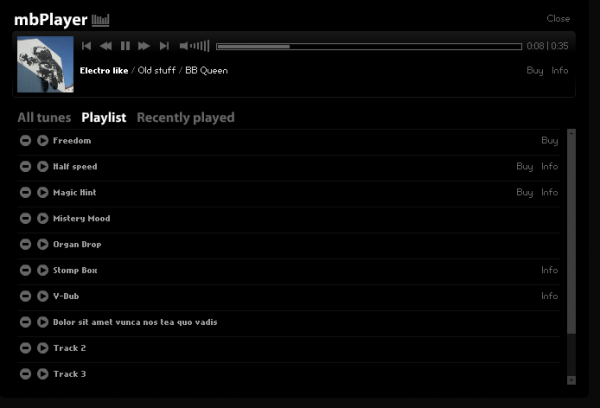 mbPlayer Close
0:08 | 0:35
Electro like / Old stuff / BB Queen Buy Info
All tunes Playlist Recently played
Freedom Buy
Half speed Buy Info
Magic Hint Buy Info
Mistery Mood
Organ Drop
Stomp Box Info
V-Dub Info
Dolor sit amet vunca nos tea quo vadis
Track 2
Track 3